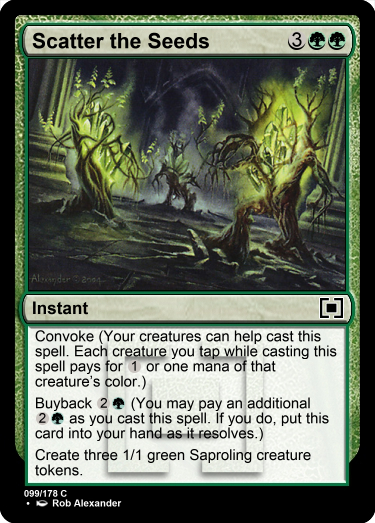 Scatter the Seeds 3
Instant
Convoke (Your creatures can help cast this
spell. Each creature you tap while casting this
spell pays for 1 or one mana of that
creature's color.)
Buyback 2 (You may pay an additional
2 as you cast this spell. If you do, put this
card into your hand as it resolves.)
Create three 1/1 green Saproling creature
tokens.
099/178 C
• Rob Alexander